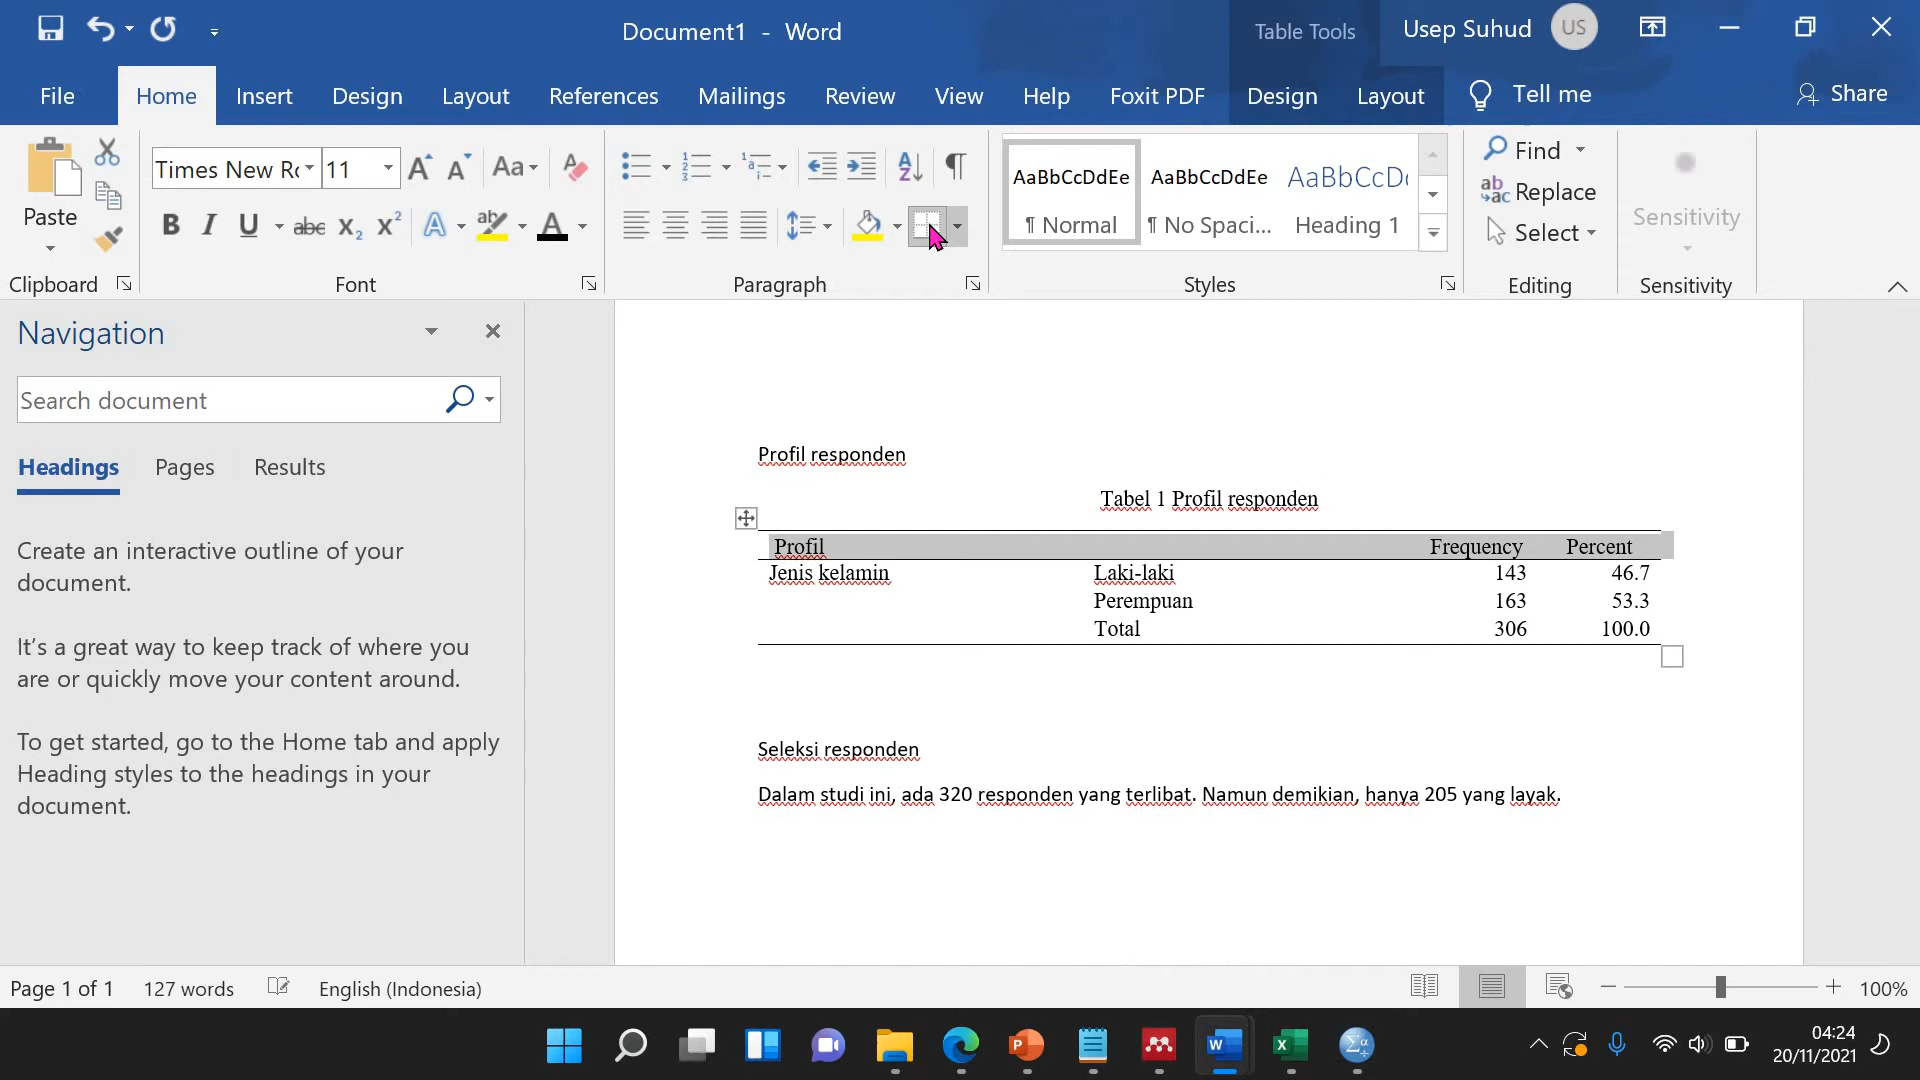 Document1 - Word
Table Tools
Usep Suhud
US
File
Home
Insert
Design
Layout
References
Mailings
Review
View
Help
Foxit PDF
Design
Layout
Tell me
Share
Paste
Clipboard
Times New Ro
11
Font
Paragraph
AaBbCcDdEe
¶ Normal
AaBbCcDdEe
¶ No Spaci...
AaBbCcDd
Heading 1
Styles
Find
Replace
Select
Editing
Sensitivity
Sensitivity
Navigation
Search document
Headings
Pages
Results
Create an interactive outline of your
document.
It’s a great way to keep track of where you
are or quickly move your content around.
To get started, go to the Home tab and apply
Heading styles to the headings in your
document.
Profil responden
Tabel 1 Profil responden
Profil Frequency Percent
Jenis kelamin Laki-laki 143 46.7
Perempuan 163 53.3
Total 306 100.0
Seleksi responden
Dalam studi ini, ada 320 responden yang terlibat. Namun demikian, hanya 205 yang layak.
Page 1 of 1
127 words
English (Indonesia)
100%
04:24
20/11/2021